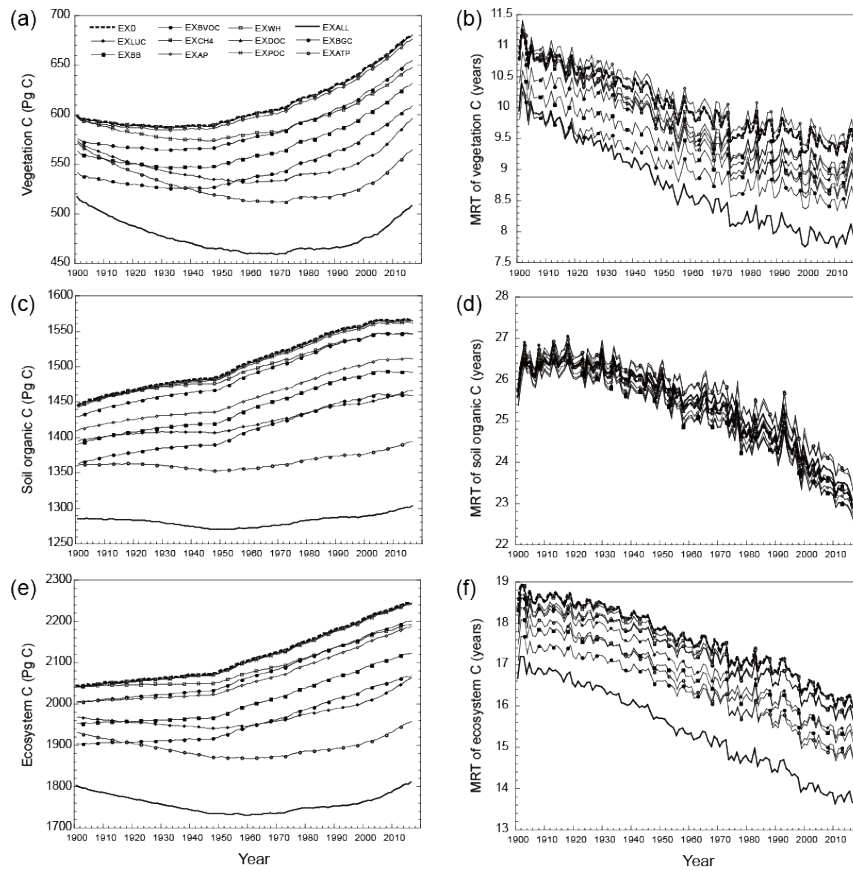 (a)
700
650
600
550
500
450
Vegetation C (Pg C)
EX0 EXBVOC EXWH EXALL
EXLUC EXCH4 EXDOC EXBGC
EXBB EXAP EXPOC EXATP
1900 1910 1920 1930 1940 1950 1960 1970 1980 1990 2000 2010
(b)
11.5
11
10.5
10
9.5
9
8.5
8
7.5
MRT of vegetation C (years)
1900 1910 1920 1930 1940 1950 1960 1970 1980 1990 2000 2010
(c)
1600
1550
1500
1450
1400
1350
1300
1250
Soil organic C (Pg C)
1900 1910 1920 1930 1940 1950 1960 1970 1980 1990 2000 2010
(d)
28
27
26
25
24
23
22
MRT of soil organic C (years)
1900 1910 1920 1930 1940 1950 1960 1970 1980 1990 2000 2010
(e)
2300
2200
2100
2000
1900
1800
1700
Ecosystem C (Pg C)
1900 1910 1920 1930 1940 1950 1960 1970 1980 1990 2000 2010
Year
(f)
19
18
17
16
15
14
13
MRT of ecosystem C (years)
1900 1910 1920 1930 1940 1950 1960 1970 1980 1990 2000 2010
Year